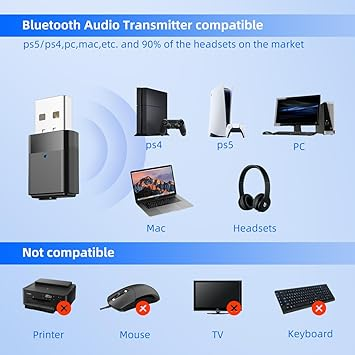 Bluetooth Audio Transmitter compatible
ps5/ps4,pc,mac,etc. and 90% of the headsets on the market
ps4
ps5
PC
Mac
Headsets
Not compatible
Printer
Mouse
TV
Keyboard